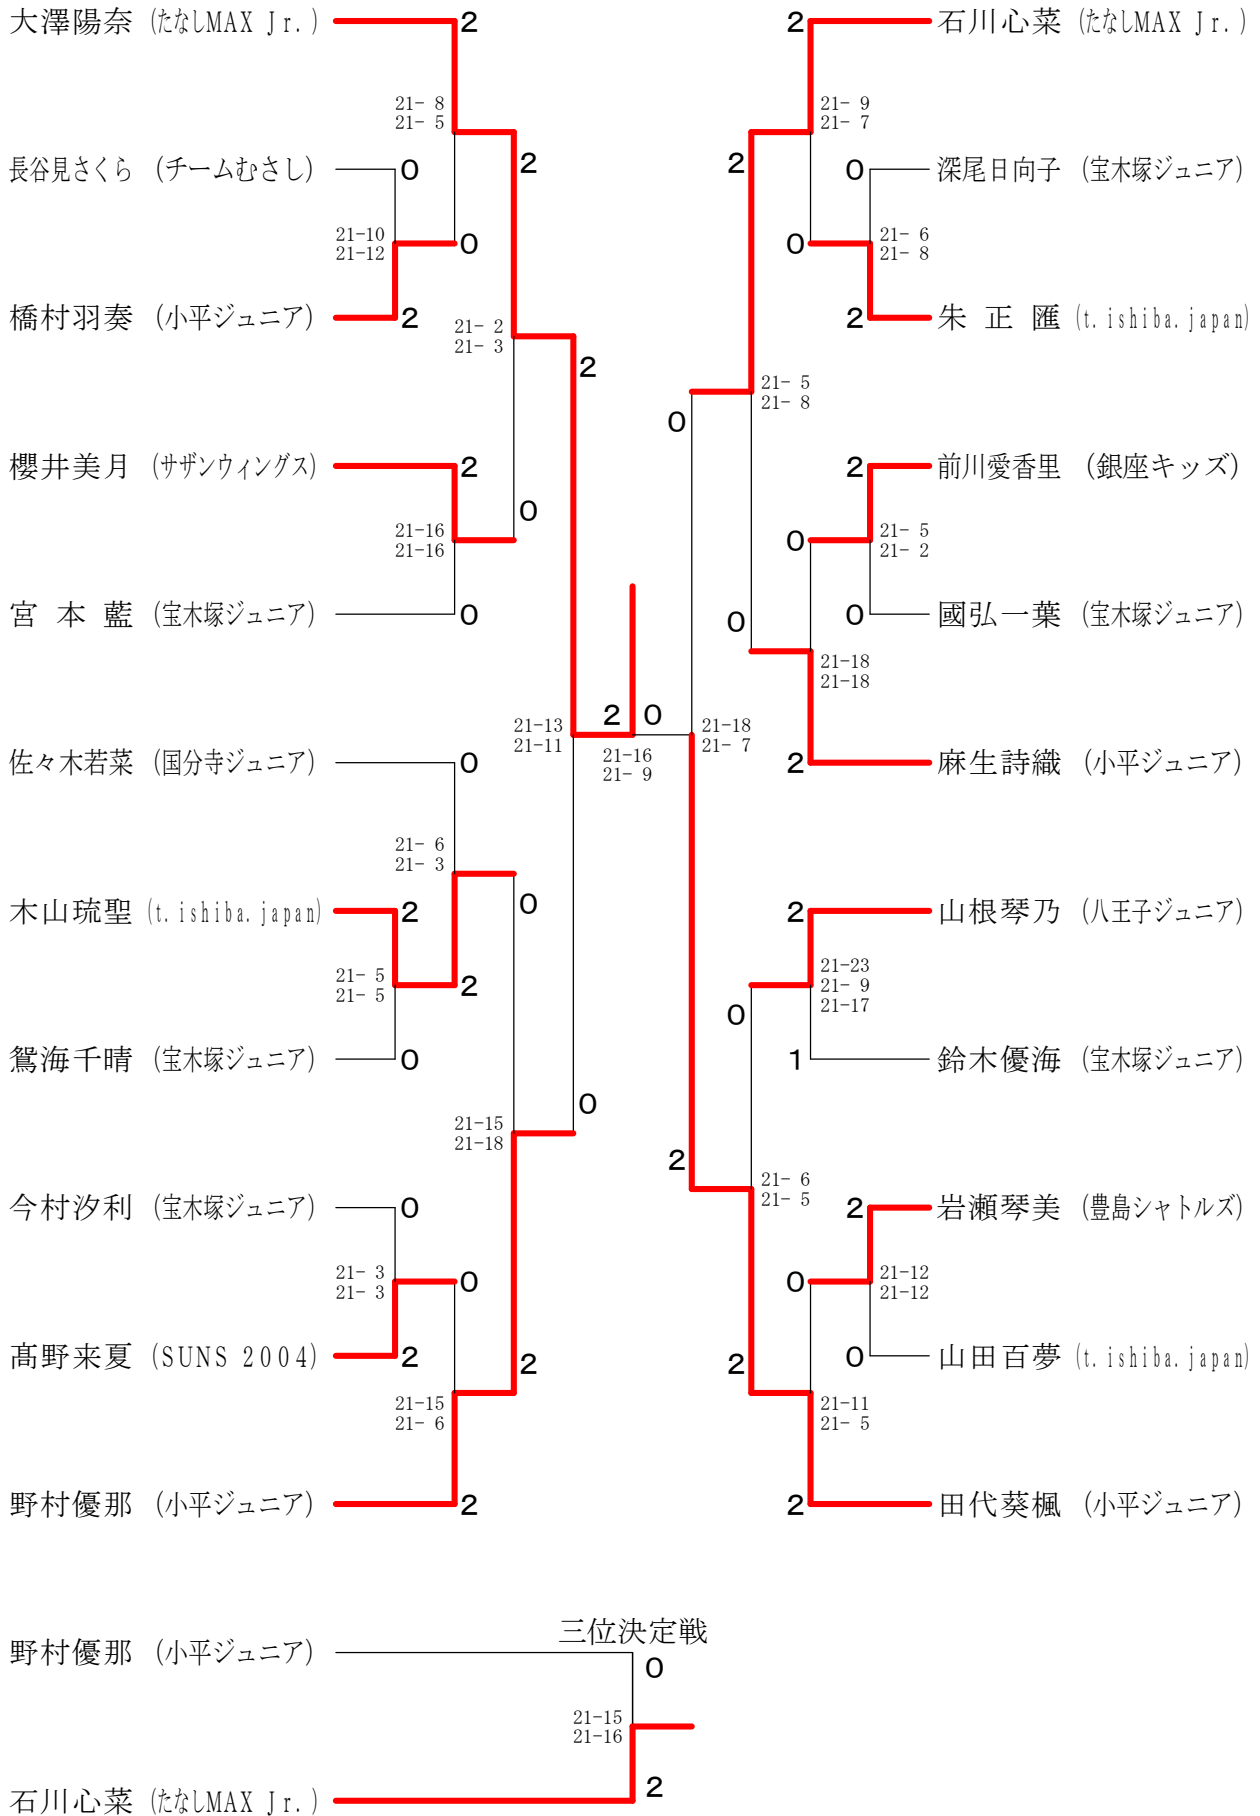 大澤陽奈 (たなしMAX Jr.) 2
2 石川心菜 (たなしMAX Jr.)
21- 8
21- 5
21- 9
21- 7
長谷見さくら (チームむさし) 0
2
2
0 深尾日向子 (宝木塚ジュニア)
21-10
21-12
0
0
21- 6
21- 8
橋村羽奏 (小平ジュニア) 2
2 朱 正 匯 (t.ishiba.japan)
21- 2
21- 3
2
21- 5
21- 8
0
櫻井美月 (サザンウィングス) 2
2 前川愛香里 (銀座キッズ)
0
21-16
21-16
0
21- 5
21- 2
宮 本 藍 (宝木塚ジュニア) 0
0
0 國弘一葉 (宝木塚ジュニア)
21-18
21-18
21-13
21-11
2 0
21-16
21- 9
21-18
21- 7
佐々木若菜 (国分寺ジュニア) 0
2 麻生詩織 (小平ジュニア)
21- 6
21- 3
木山琉聖 (t.ishiba.japan) 2
0
2 山根琴乃 (八王子ジュニア)
21- 5
21- 5
2
21-23
21- 9
21-17
0
鴛海千晴 (宝木塚ジュニア) 0
1 鈴木優海 (宝木塚ジュニア)
0
21-15
21-18
2
21- 6
21- 5
今村汐利 (宝木塚ジュニア) 0
2 岩瀬琴美 (豊島シャトルズ)
21- 3
21- 3
0
0
21-12
21-12
髙野来夏 (SUNS 2004) 2
2
2
0 山田百夢 (t.ishiba.japan)
21-15
21- 6
21-11
21- 5
野村優那 (小平ジュニア) 2
2 田代葵楓 (小平ジュニア)
三位決定戦
野村優那 (小平ジュニア)
0
21-15
21-16
2
石川心菜 (たなしMAX Jr.)